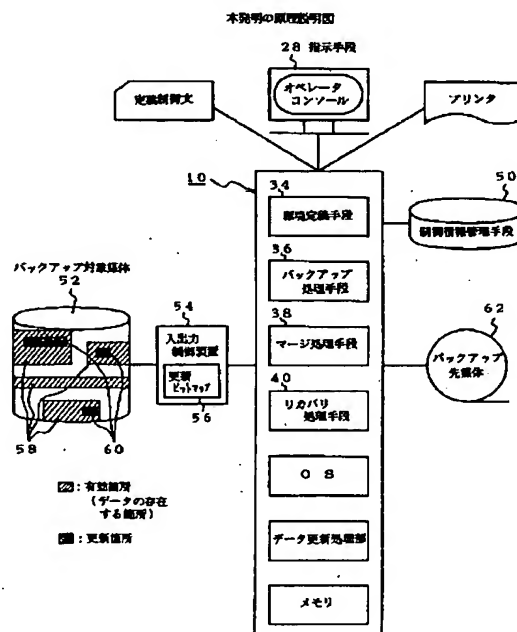 本発明の原理説明図
28 指示手段
オペレータ
コンソール
定義制御文
プリンタ
10
34
環境定義手段
50
制御情報管理手段
36
バックアップ
処理手段
バックアップ対象媒体
52
54
入出力
制御装置
更新
ビットマップ
56
38
マージ処理手段
62
バックアップ
先媒体
40
リカバリ
処理手段
58
60
OS
:有効箇所
(データの存在
する箇所)
:更新箇所
データ更新処理部
メモリ